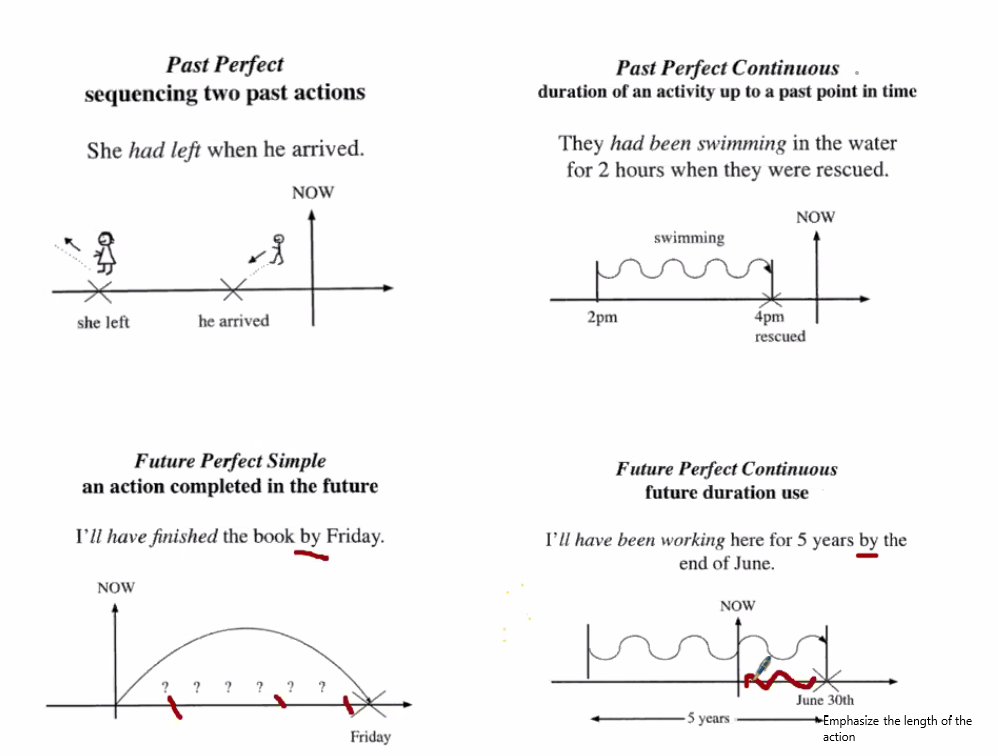 Past Perfect
sequencing two past actions
She had left when he arrived.
NOW
she left
he arrived
Past Perfect Continuous
duration of an activity up to a past point in time
They had been swimming in the water
for 2 hours when they were rescued.
NOW
swimming
2pm
4pm
rescued
Future Perfect Simple
an action completed in the future
I'll have finished the book by Friday.
NOW
? ? ? ? ? ?
Friday
Future Perfect Continuous
future duration use
I'll have been working here for 5 years by the
end of June.
NOW
June 30th
5 years
Emphasize the length of the
action